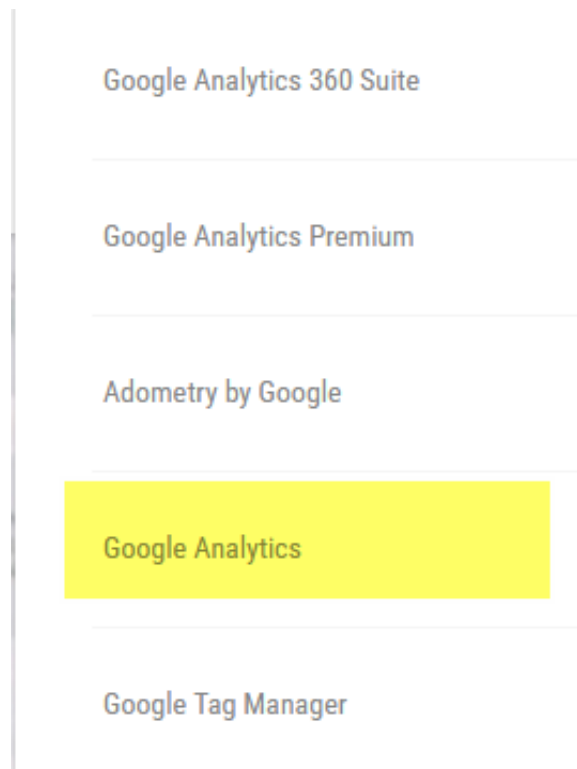 Google Analytics 360 Suite
Google Analytics Premium
Adometry by Google
Google Analytics
Google Tag Manager